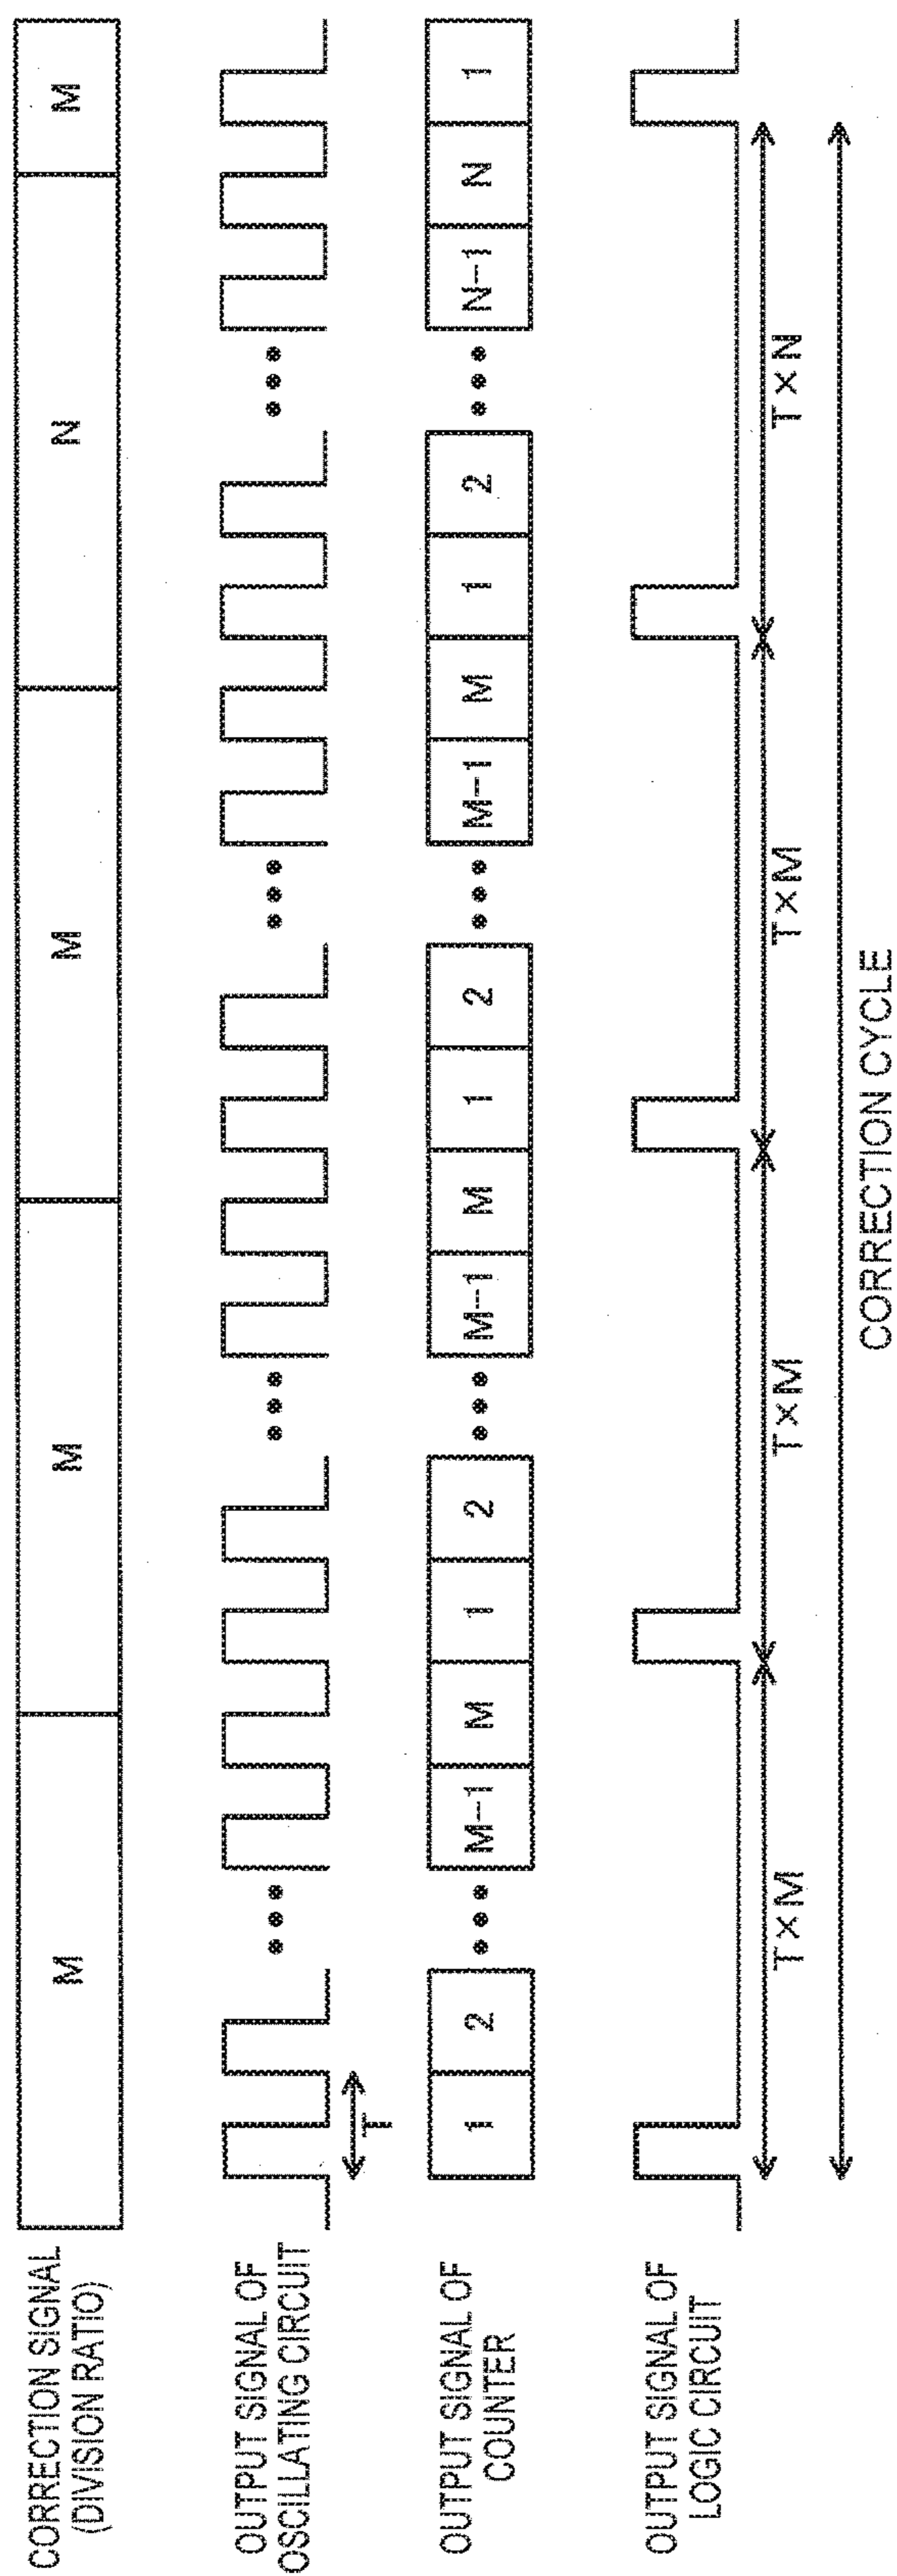 CORRECTION SIGNAL
(DIVISION RATIO)
M
M
M
N
M
OUTPUT SIGNAL OF
OSCILLATING CIRCUIT
T
OUTPUT SIGNAL OF
COUNTER
1
2
M-1
M
1
2
M-1
M
1
2
M-1
M
1
2
N-1
N
1
OUTPUT SIGNAL OF
LOGIC CIRCUIT
T×M
T×M
T×M
T×N
CORRECTION CYCLE